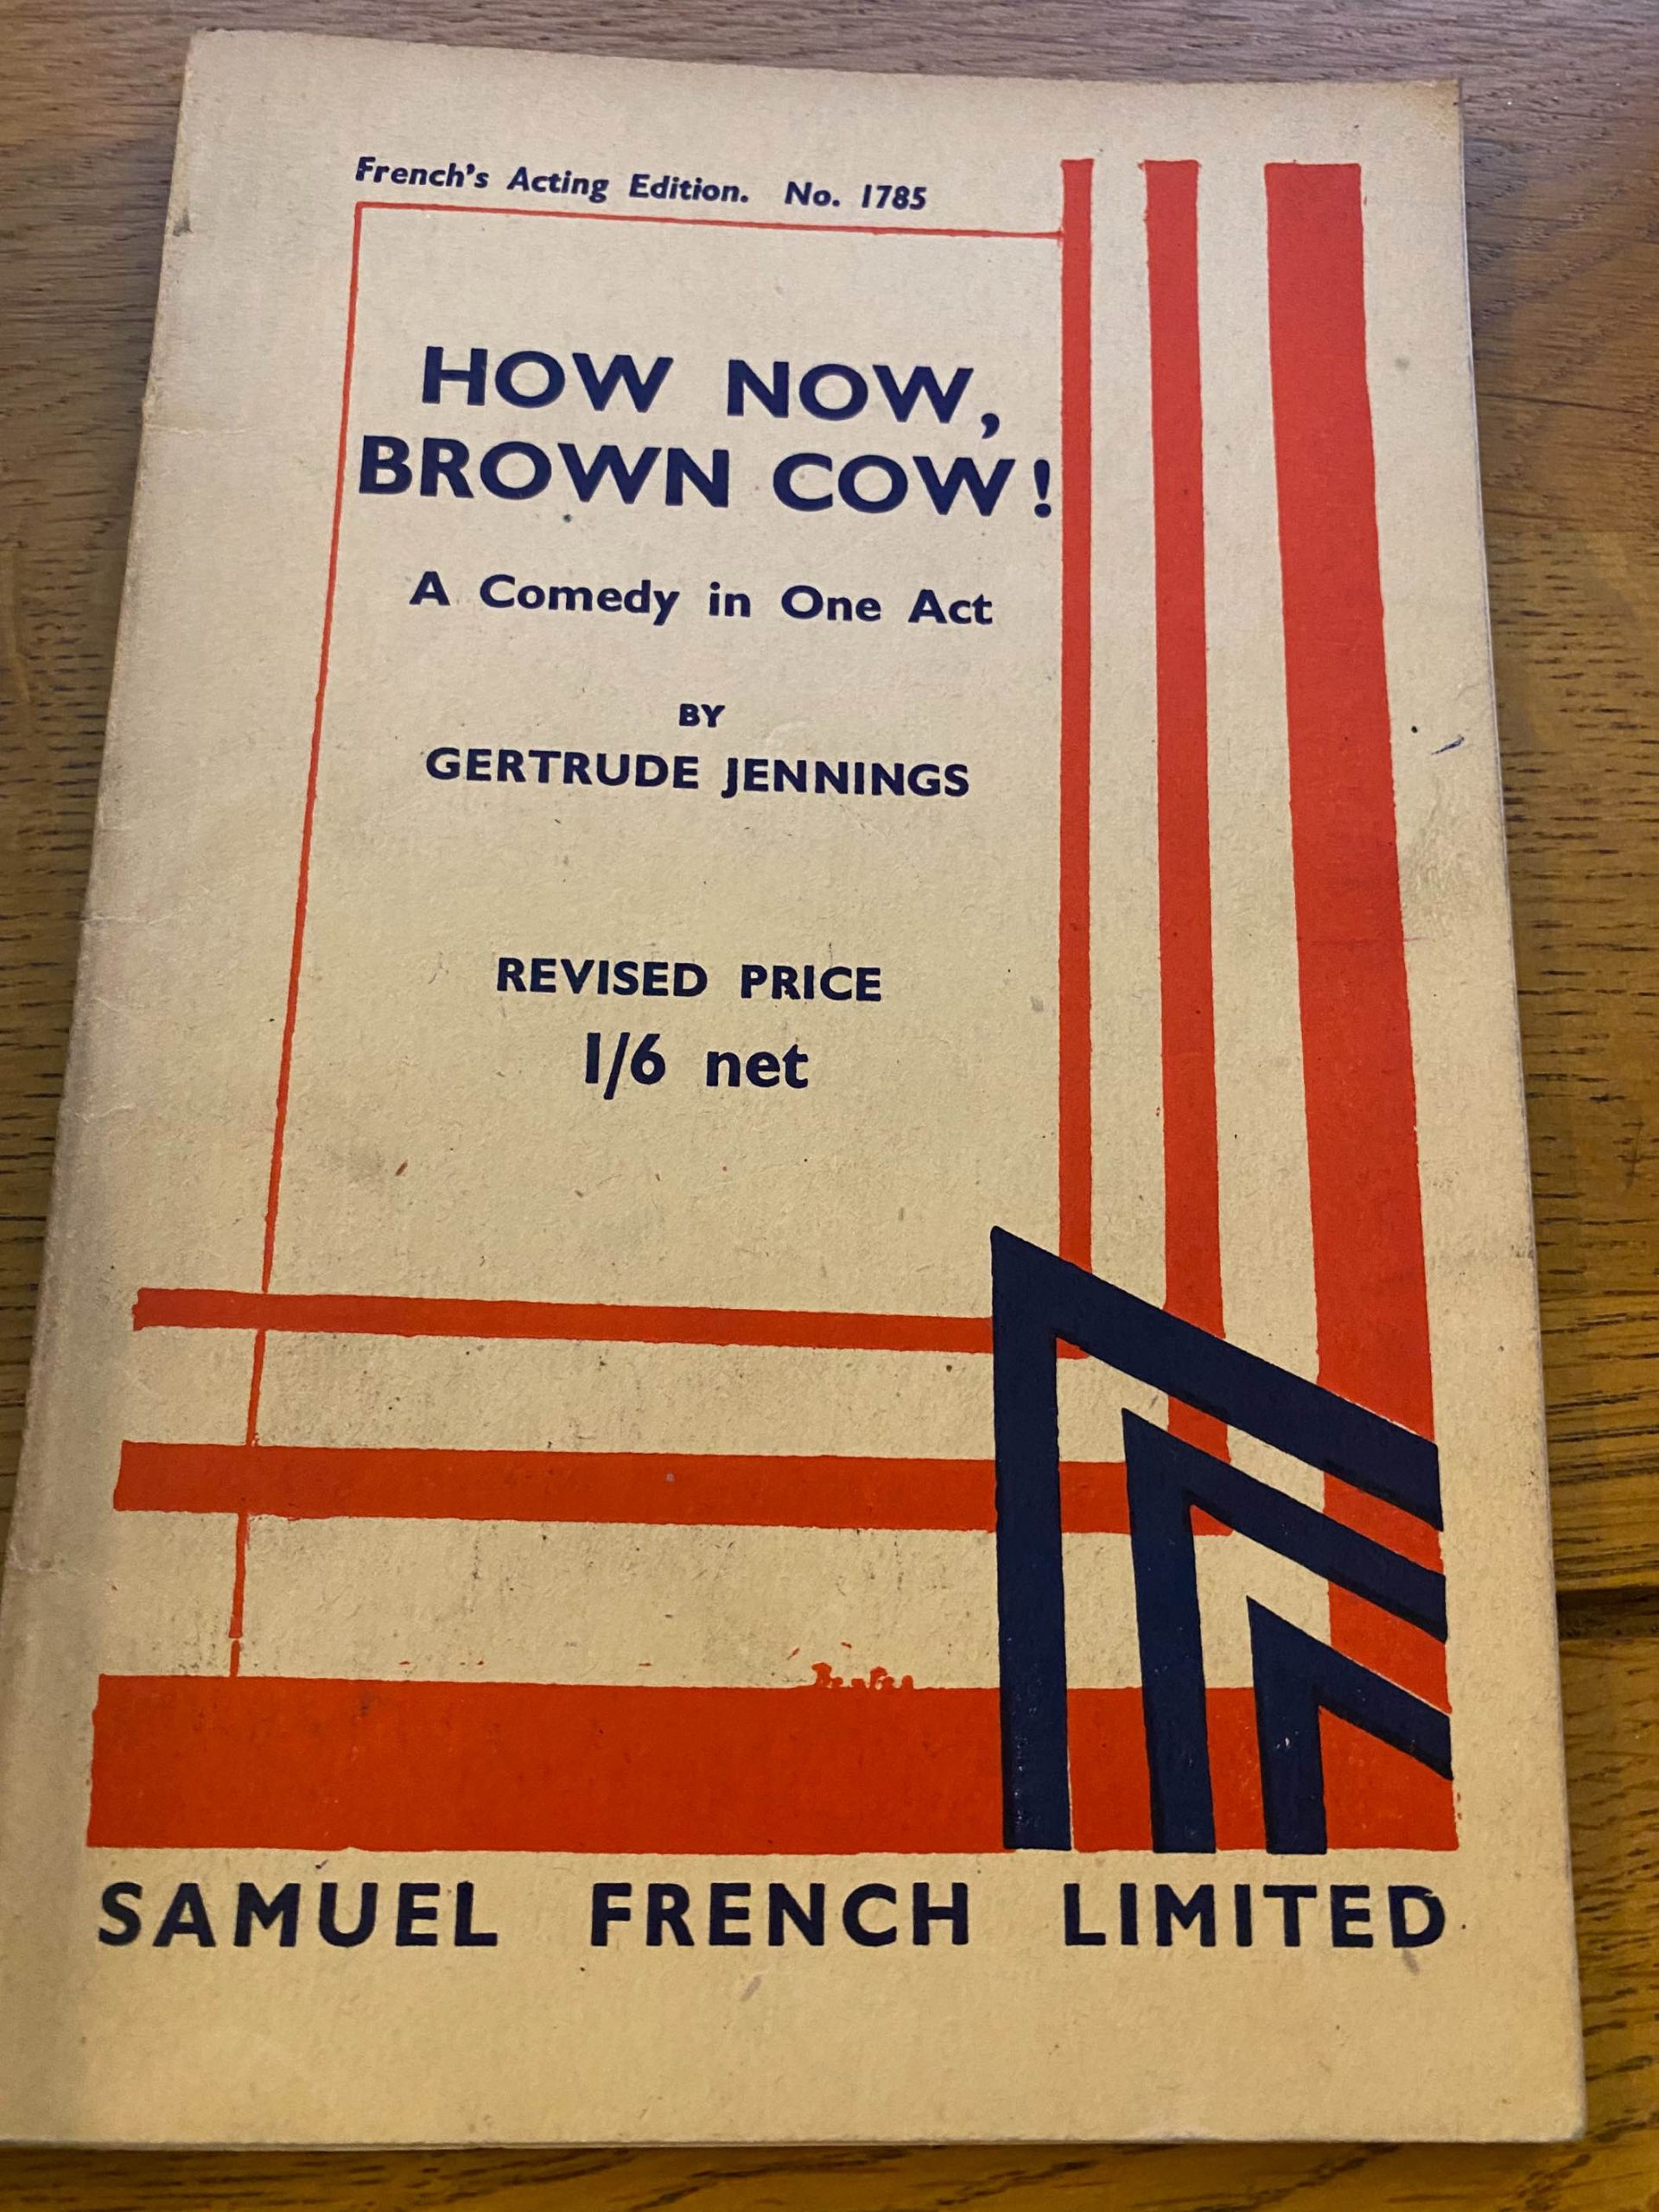 French's Acting Edition. No. 1785
HOW NOW,
BROWN COW!
A Comedy in One Act
BY
GERTRUDE JENNINGS
REVISED PRICE
1/6 net
SAMUEL FRENCH LIMITED